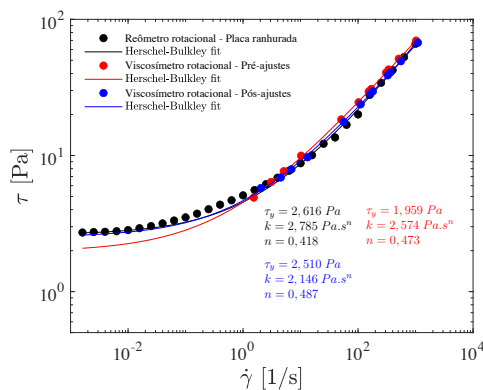 10^2
Reômetro rotacional - Placa ranhurada
Herschel-Bulkley fit
Viscosímetro rotacional - Pré-ajustes
Herschel-Bulkley fit
Viscosímetro rotacional - Pós-ajustes
Herschel-Bulkley fit
τ [Pa]
10^1
τ_y = 2,616 Pa
k = 2,785 Pa.s^n
n = 0,418
τ_y = 1,959 Pa
k = 2,574 Pa.s^n
n = 0,473
τ_y = 2,510 Pa
k = 2,146 Pa.s^n
n = 0,487
10^0
10^-2 10^0 10^2 10^4
γ̇ [1/s]